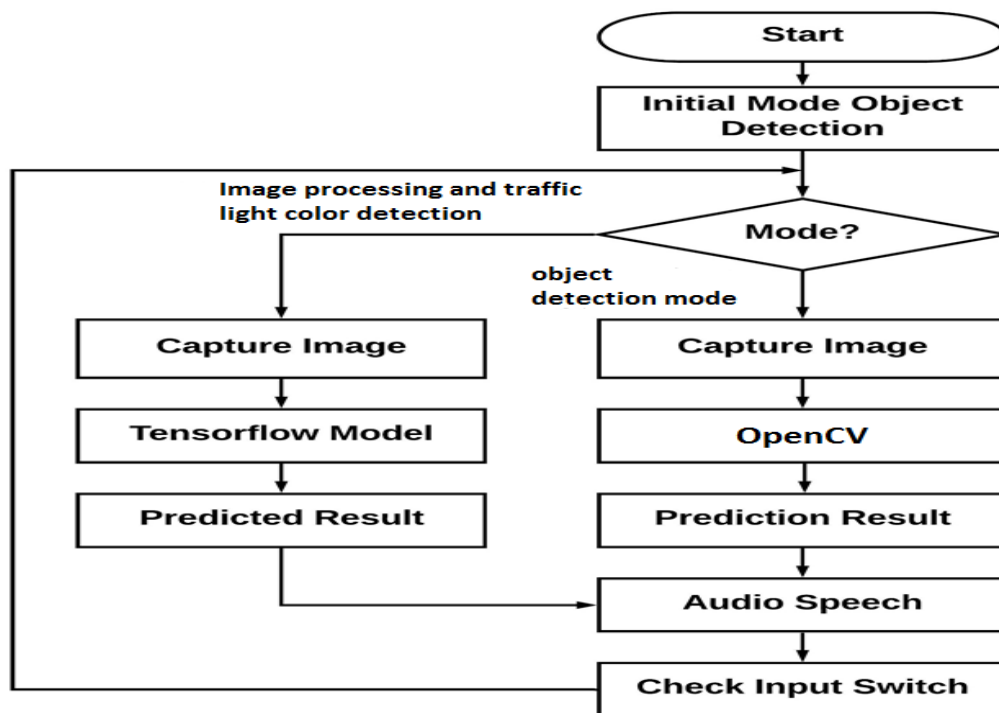 Start
Initial Mode Object
Detection
Image processing and traffic
light color detection
Mode?
object
detection mode
Capture Image
Capture Image
Tensorflow Model
OpenCV
Predicted Result
Prediction Result
Audio Speech
Check Input Switch